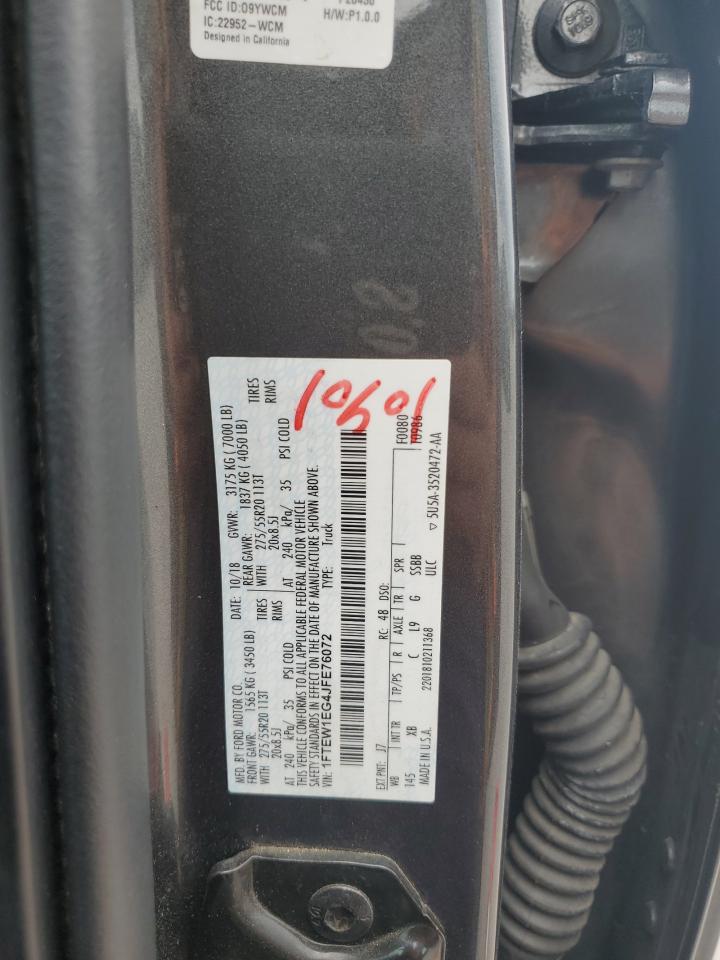 FCC ID:O9YWCM
IC:22952-WCM H/W:P1.0.0
Designed in California
MFD. BY FORD MOTOR CO. DATE: 10/18 GVWR: 3175 KG ( 7000 LB)
FRONT GAWR: 1565 KG ( 3450 LB) REAR GAWR: 1837 KG ( 4050 LB)
WITH 275/55R20 113T TIRES WITH 275/55R20 113T TIRES
20x8.5J RIMS 20x8.5J RIMS
AT 240 kPa/ 35 PSI COLD AT 240 kPa/ 35 PSI COLD
THIS VEHICLE CONFORMS TO ALL APPLICABLE FEDERAL MOTOR VEHICLE
SAFETY STANDARDS IN EFFECT ON THE DATE OF MANUFACTURE SHOWN ABOVE.
VIN: 1FTEW1EG4JFE76072 TYPE: Truck
F0080
EXT PNT: J7 RC: 48 DSO: T0986
WB INT TR TP/PS R AXLE TR SPR
145 XB C L9 G SSBB
MADE IN U.S.A. 2201810211368 ULC ▽ 5U5A-3520472-AA